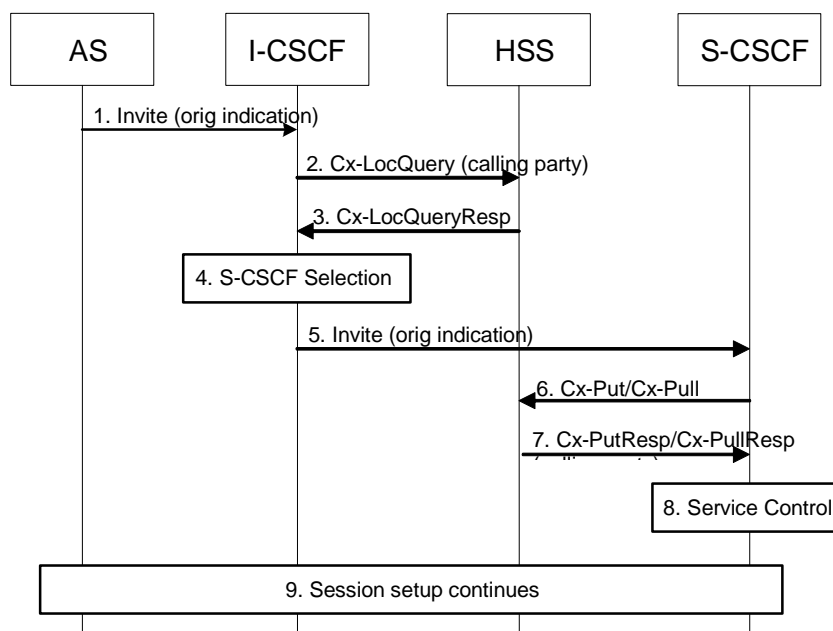 AS
I-CSCF
HSS
S-CSCF
1. Invite (orig indication)
2. Cx-LocQuery (calling party)
3. Cx-LocQueryResp
4. S-CSCF Selection
5. Invite (orig indication)
6. Cx-Put/Cx-Pull
7. Cx-PutResp/Cx-PullResp
8. Service Control
9. Session setup continues